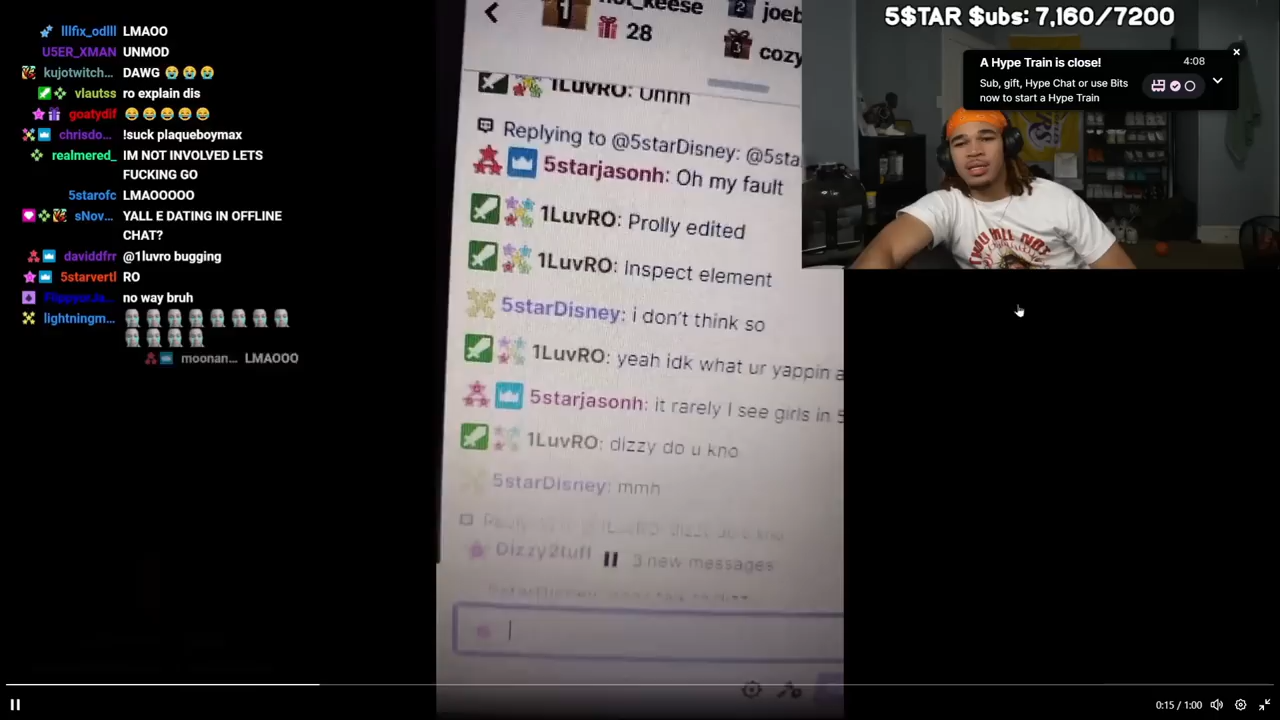 lllfix_odlll LMAOO
U5ER_XMAN UNMOD
kujotwitch... DAWG 😭 😭 😭
vlautss ro explain dis
goatydif 😂 😂 😂 😂 😂
chrisdo... !suck plaqueboymax
realmered_ IM NOT INVOLVED LETS
FUCKING GO
5starofc LMAOOOOO
sNov... YALL E DATING IN OFFLINE
CHAT?
daviddfrr @1luvro bugging
5starvertl RO
no way bruh
lightningm...
moonan... LMAOOO
28
joeb
3
cozy
1LuvRO: Uhhh
Replying to @5starDisney: @5sta
5starjasonh: Oh my fault
1LuvRO: Prolly edited
1LuvRO: Inspect element
5starDisney: i don't think so
1LuvRO: yeah idk what ur yappin a
5starjasonh: it rarely I see girls in 5
1LuvRO: dizzy do u kno
5starDisney: mmh
Dizzy2tuff
3 new messages
5$TAR $ubs: 7,160/7200
A Hype Train is close!
4:08
Sub, gift, Hype Chat or use Bits
now to start a Hype Train
0:15 / 1:00